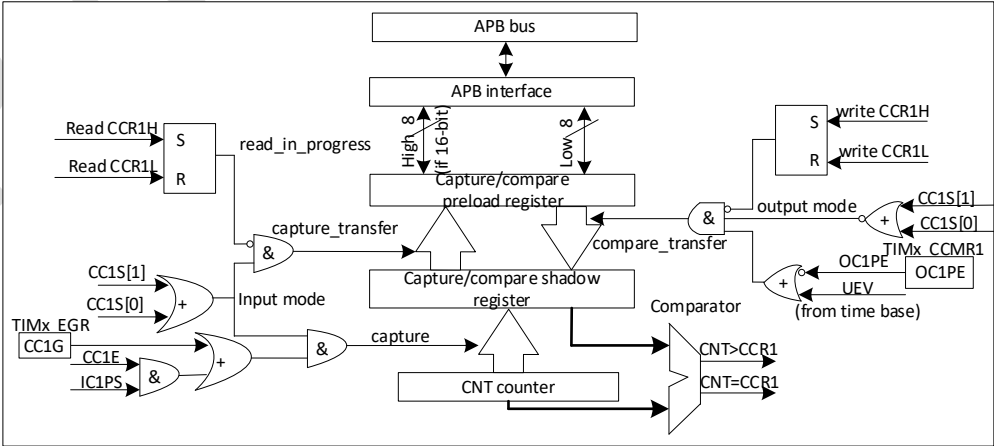 APB bus
APB interface
High 8
(if 16-bit)
Low 8
Read CCR1H
Read CCR1L
S
R
read_in_progress
Capture/compare
preload register
S
R
write CCR1H
write CCR1L
&
capture_transfer
&
compare_transfer
output mode
+
CC1S[1]
CC1S[0]
TIMx_CCMR1
OC1PE
OC1PE
UEV
(from time base)
+
CC1S[1]
CC1S[0]
+
Input mode
Capture/compare shadow
register
Comparator
TIMx_EGR
CC1G
CC1E
IC1PS
&
+
&
capture
CNT counter
CNT>CCR1
CNT=CCR1